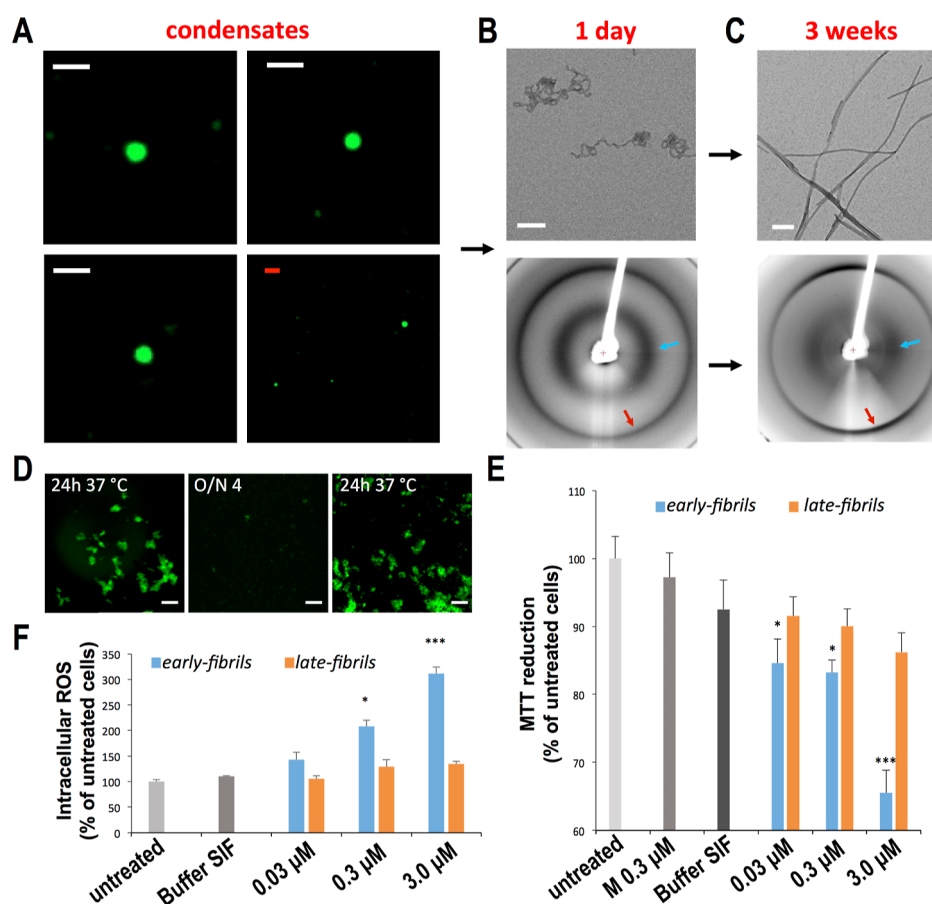 A
condensates
B
1 day
C
3 weeks
D
24h 37 °C
O/N 4
24h 37 °C
E
MTT reduction
(% of untreated cells)
110
100
90
80
70
60
early-fibrils
late-fibrils
*
*
***
untreated
M 0.3 µM
Buffer SIF
0.03 µM
0.3 µM
3.0 µM
F
Intracellular ROS
(% of untreated cells)
350
300
250
200
150
100
50
0
early-fibrils
late-fibrils
*
***
untreated
Buffer SIF
0.03 µM
0.3 µM
3.0 µM